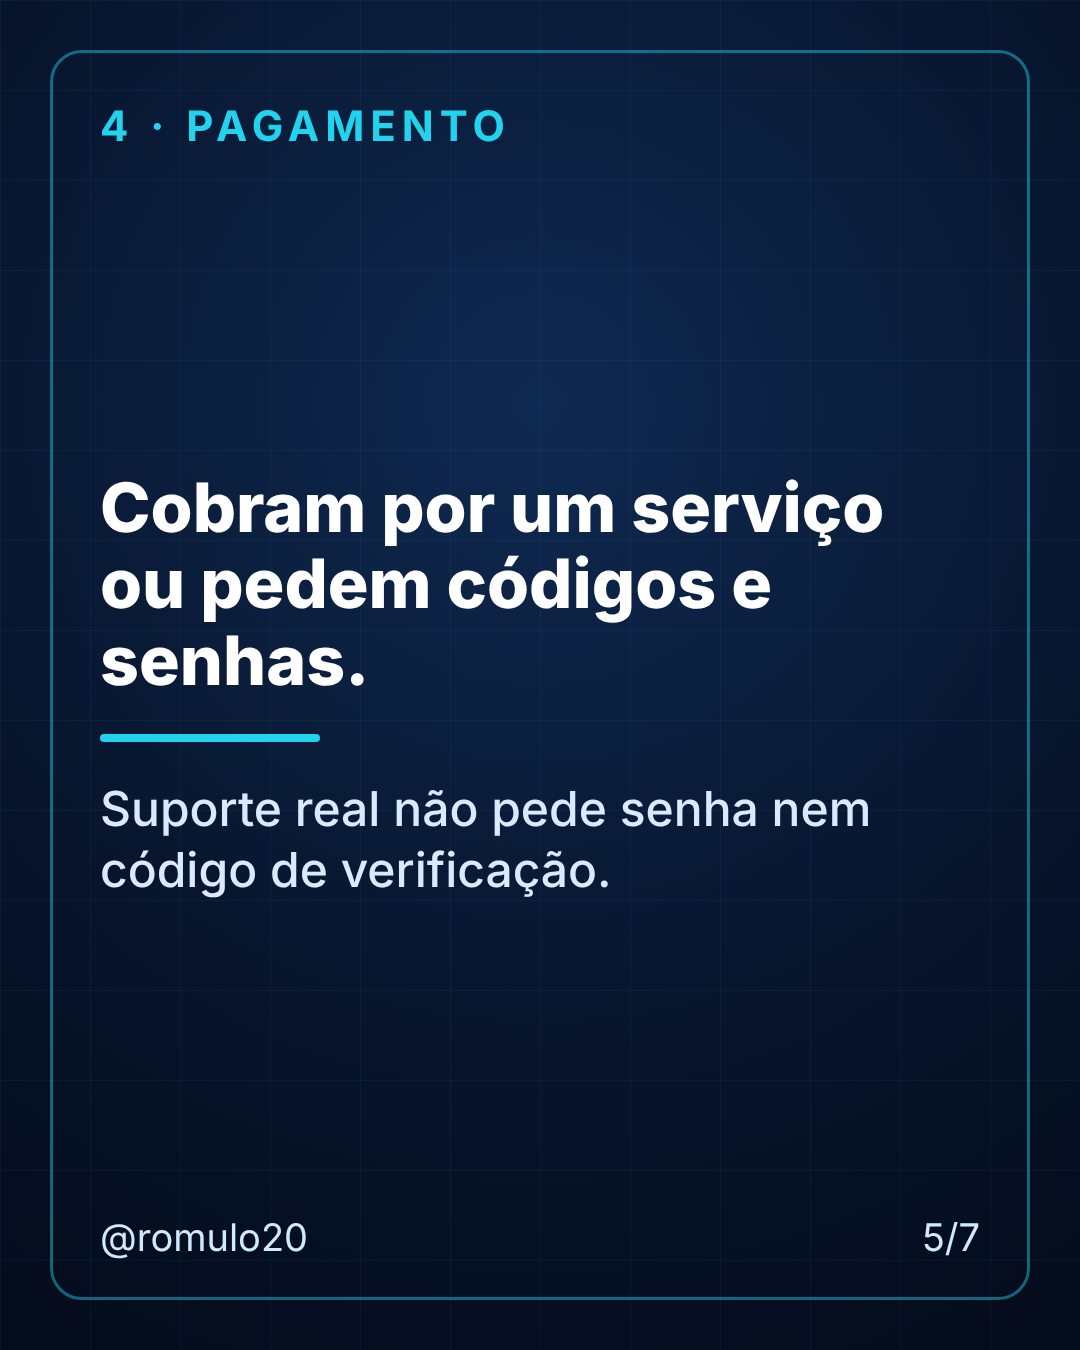 4 · PAGAMENTO
Cobram por um serviço
ou pedem códigos e
senhas.
Suporte real não pede senha nem
código de verificação.
@romulo20
5/7